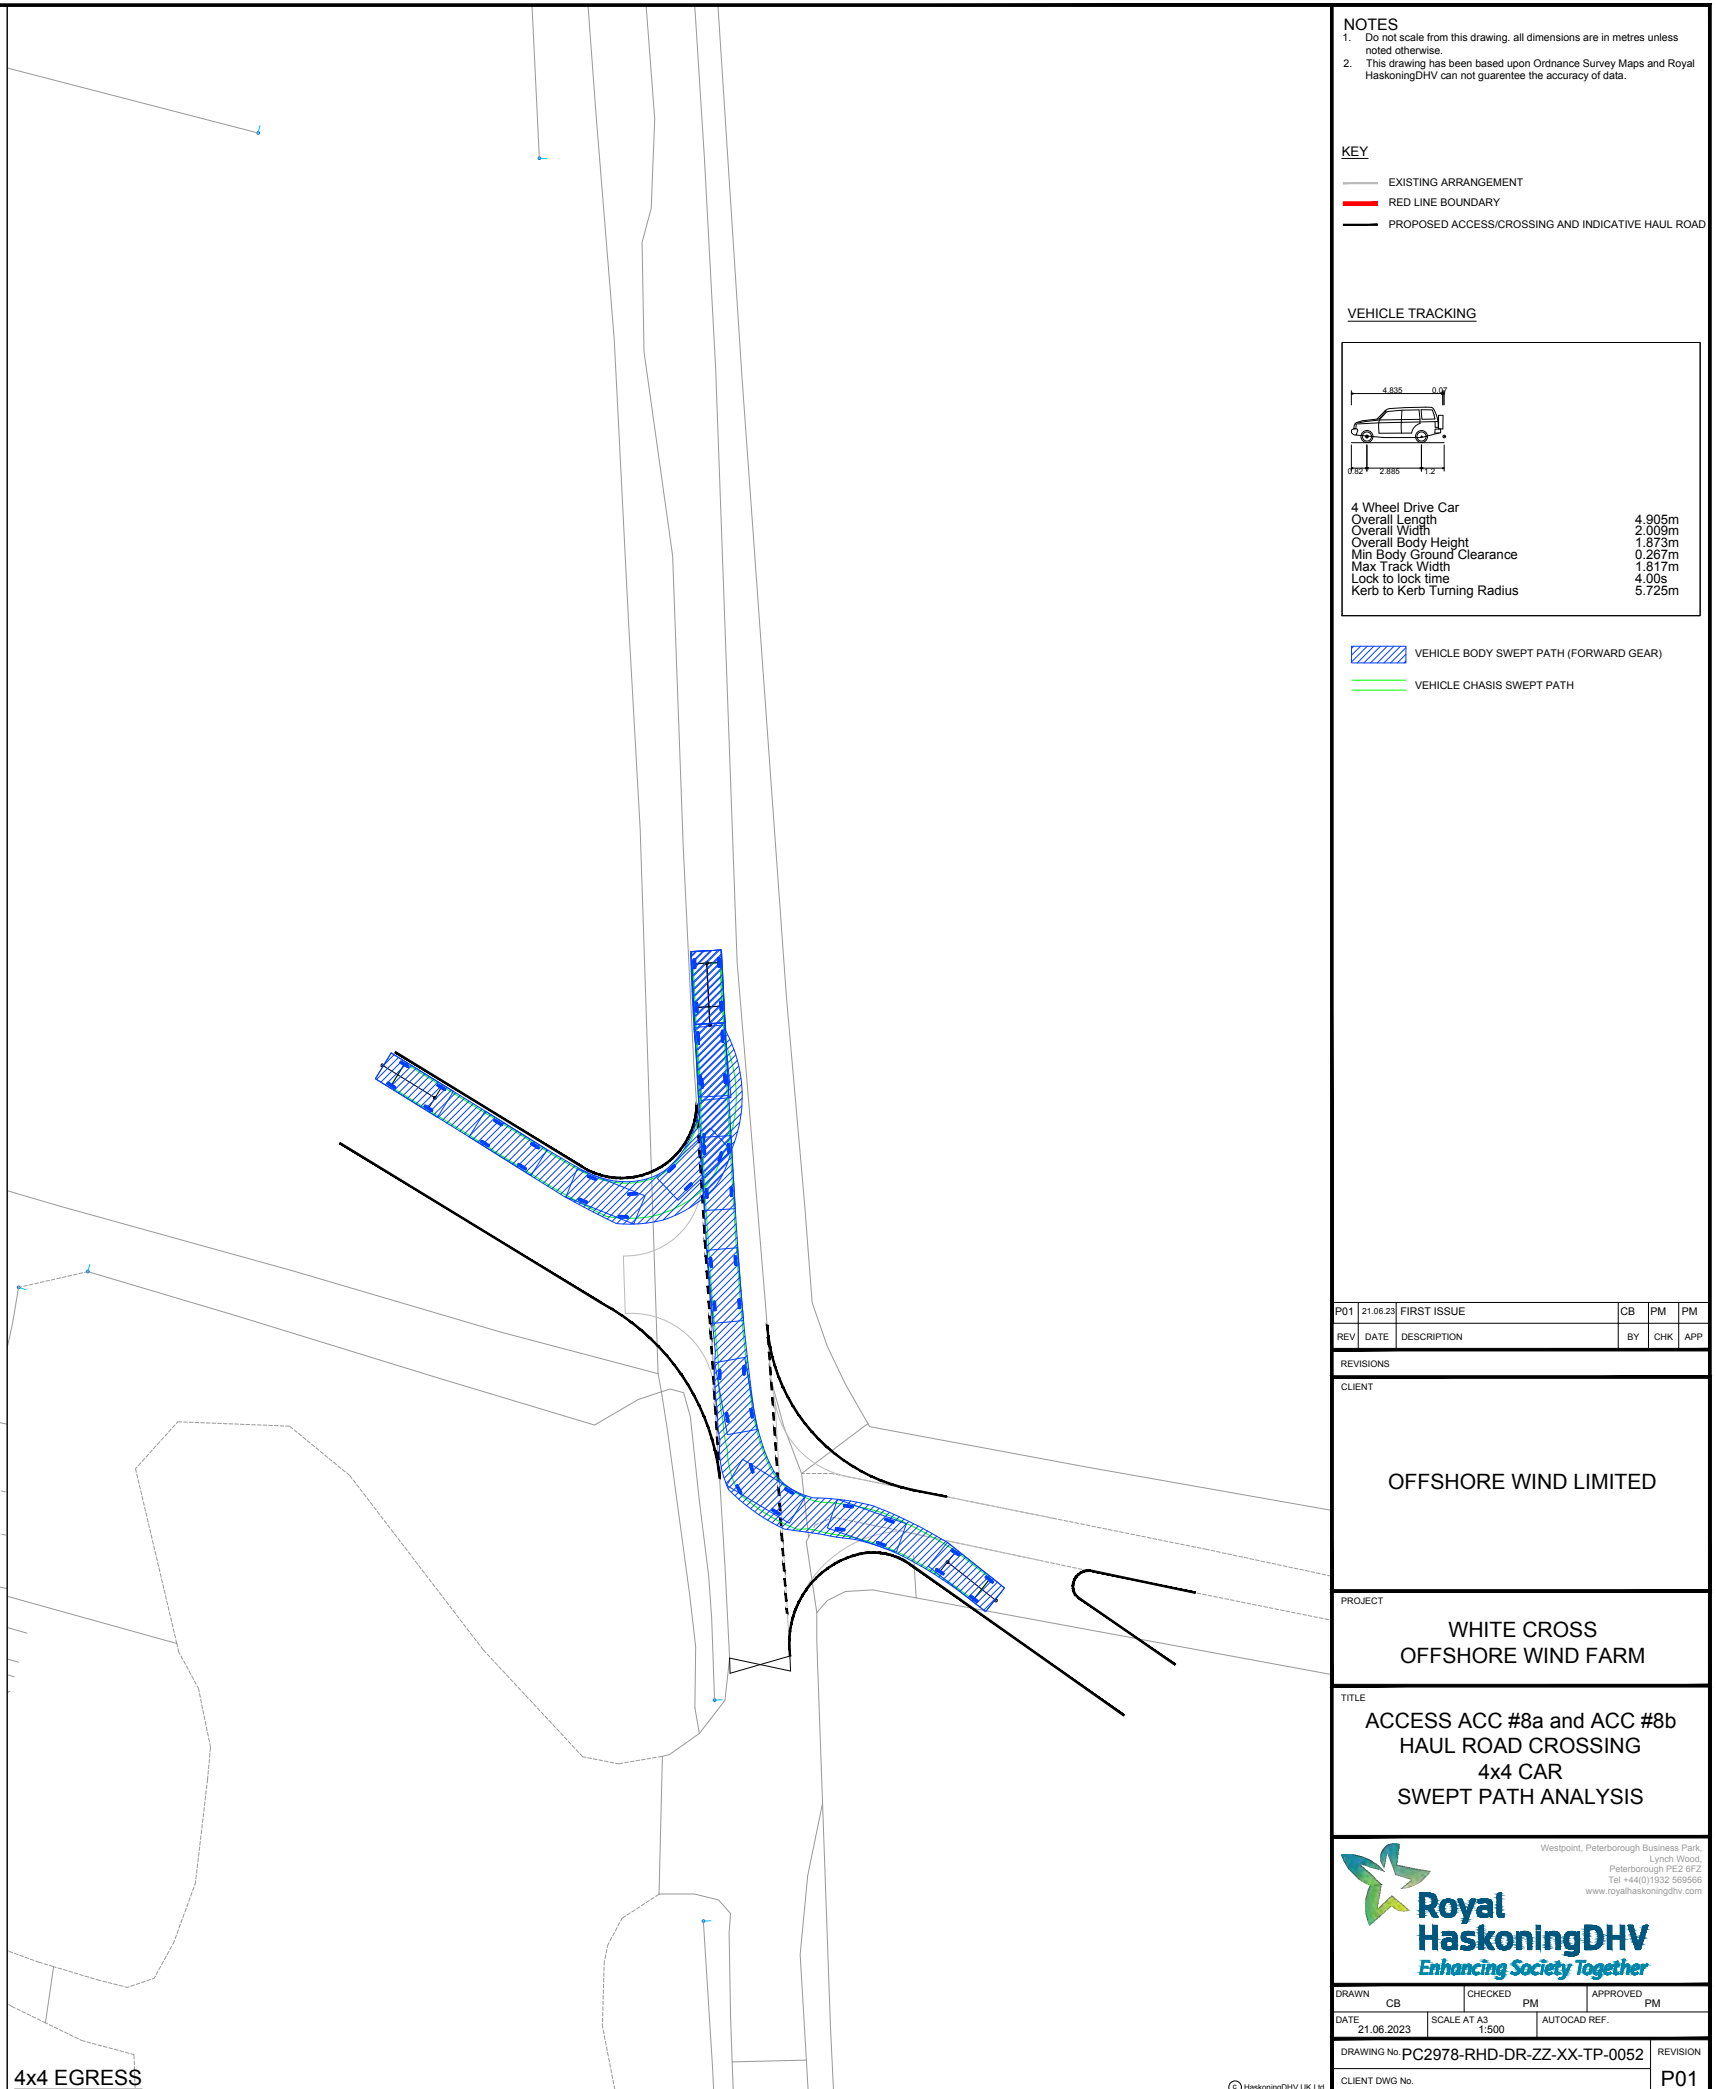 NOTES
1. Do not scale from this drawing. all dimensions are in metres unless
noted otherwise.
2. This drawing has been based upon Ordnance Survey Maps and Royal
HaskoningDHV can not guarentee the accuracy of data.
KEY
EXISTING ARRANGEMENT
RED LINE BOUNDARY
PROPOSED ACCESS/CROSSING AND INDICATIVE HAUL ROAD
VEHICLE TRACKING
4.835 0.07
0.82 2.885 1.2
4 Wheel Drive Car
Overall Length 4.905m
Overall Width 2.009m
Overall Body Height 1.873m
Min Body Ground Clearance 0.267m
Max Track Width 1.817m
Lock to lock time 4.00s
Kerb to Kerb Turning Radius 5.725m
VEHICLE BODY SWEPT PATH (FORWARD GEAR)
VEHICLE CHASIS SWEPT PATH
P01 21.06.23 FIRST ISSUE CB PM PM
REV DATE DESCRIPTION BY CHK APP
REVISIONS
CLIENT
OFFSHORE WIND LIMITED
PROJECT
WHITE CROSS
OFFSHORE WIND FARM
TITLE
ACCESS ACC #8a and ACC #8b
HAUL ROAD CROSSING
4x4 CAR
SWEPT PATH ANALYSIS
Westpoint, Peterborough Business Park,
Lynch Wood,
Peterborough PE2 6FZ
Tel +44(0)1932 569566
www.royalhaskoningdhv.com
Royal
HaskoningDHV
Enhancing Society Together
DRAWN CB CHECKED PM APPROVED PM
DATE 21.06.2023 SCALE AT A3 1:500 AUTOCAD REF.
DRAWING No. PC2978-RHD-DR-ZZ-XX-TP-0052 REVISION
CLIENT DWG No. P01
4x4 EGRESS
© HaskoningDHV UK Ltd